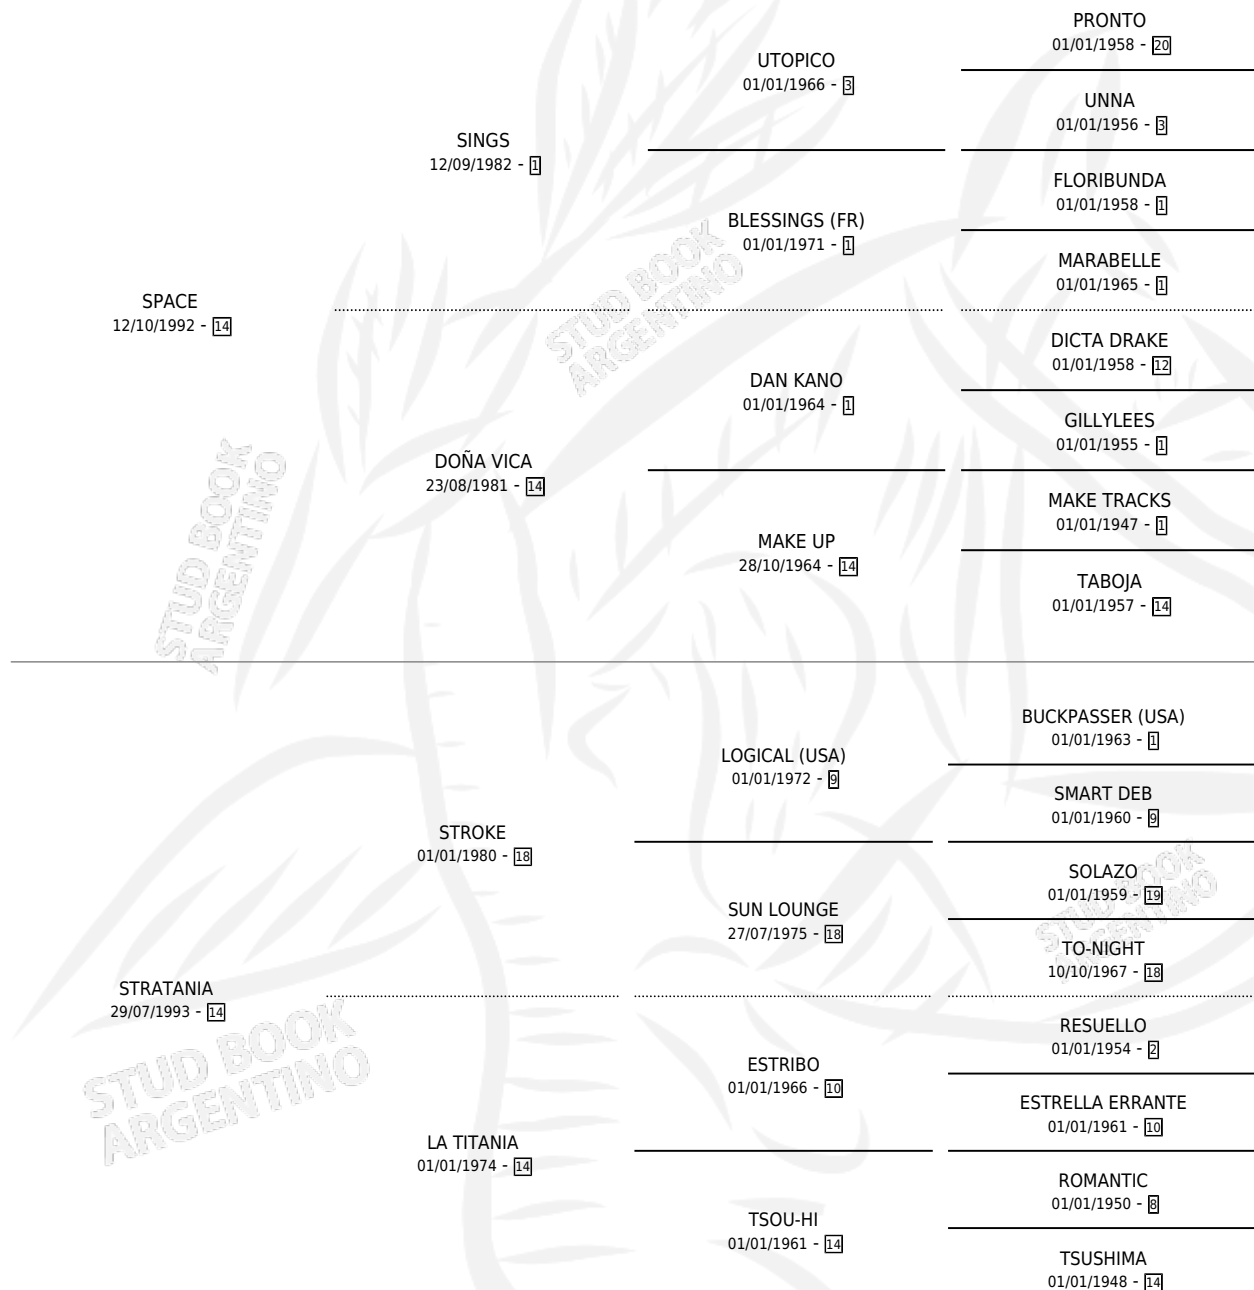 PRONTO
01/01/1958 - 20
UTOPICO
01/01/1966 - 3
UNNA
01/01/1956 - 3
SINGS
12/09/1982 - 1
FLORIBUNDA
01/01/1958 - 1
BLESSINGS (FR)
01/01/1971 - 1
MARABELLE
01/01/1965 - 1
SPACE
12/10/1992 - 14
STUD BOOK
ARGENTINO
DICTA DRAKE
01/01/1958 - 12
DAN KANO
01/01/1964 - 1
GILLYLEES
01/01/1955 - 1
DOÑA VICA
23/08/1981 - 14
MAKE TRACKS
01/01/1947 - 1
MAKE UP
28/10/1964 - 14
TABOJA
01/01/1957 - 14
STUD BOOK
ARGENTINO
BUCKPASSER (USA)
01/01/1963 - 1
LOGICAL (USA)
01/01/1972 - 9
SMART DEB
01/01/1960 - 9
STROKE
01/01/1980 - 18
SOLAZO
01/01/1959 - 19
SUN LOUNGE
27/07/1975 - 18
STUD BOOK
ARGENTINO
TO-NIGHT
10/10/1967 - 18
STRATANIA
29/07/1993 - 14
STUD BOOK
ARGENTINO
RESUELLO
01/01/1954 - 2
ESTRIBO
01/01/1966 - 10
ESTRELLA ERRANTE
01/01/1961 - 10
LA TITANIA
01/01/1974 - 14
ROMANTIC
01/01/1950 - 8
TSOU-HI
01/01/1961 - 14
TSUSHIMA
01/01/1948 - 14